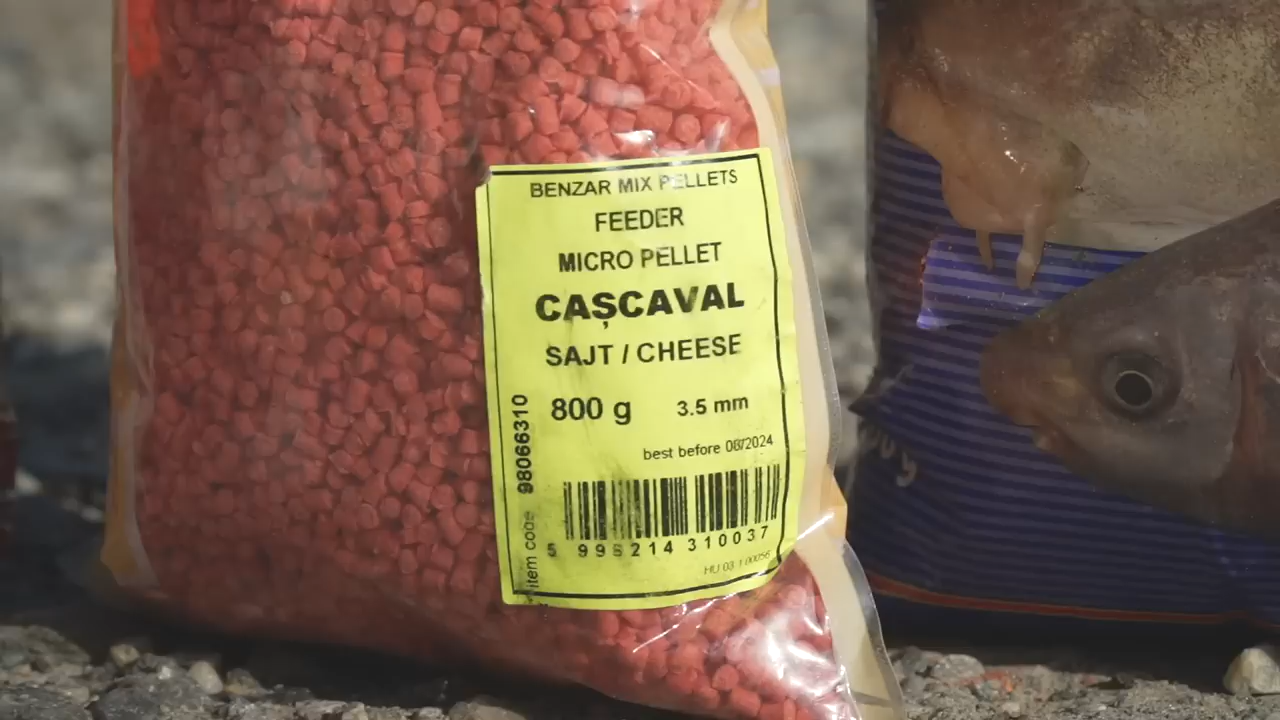 BENZAR MIX PELLETS
FEEDER
MICRO PELLET
CAȘCAVAL
SAJT / CHEESE
800 g 3.5 mm
best before 08/2024
item code 98066310
5 998214 310037